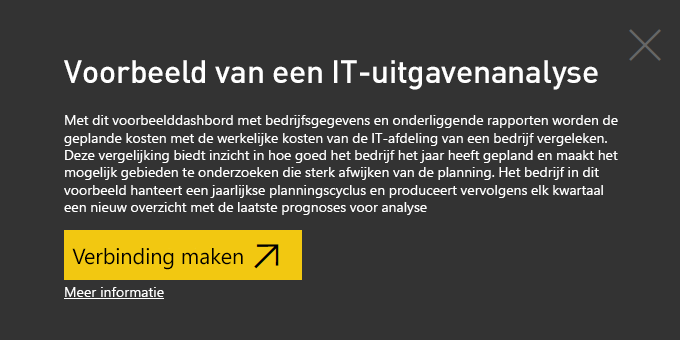 Voorbeeld van een IT-uitgavenanalyse
Met dit voorbeelddashbord met bedrijfsgegevens en onderliggende rapporten worden de
geplande kosten met de werkelijke kosten van de IT-afdeling van een bedrijf vergeleken.
Deze vergelijking biedt inzicht in hoe goed het bedrijf het jaar heeft gepland en maakt het
mogelijk gebieden te onderzoeken die sterk afwijken van de planning. Het bedrijf in dit
voorbeeld hanteert een jaarlijkse planningscyclus en produceert vervolgens elk kwartaal
een nieuw overzicht met de laatste prognoses voor analyse
Verbinding maken
Meer informatie